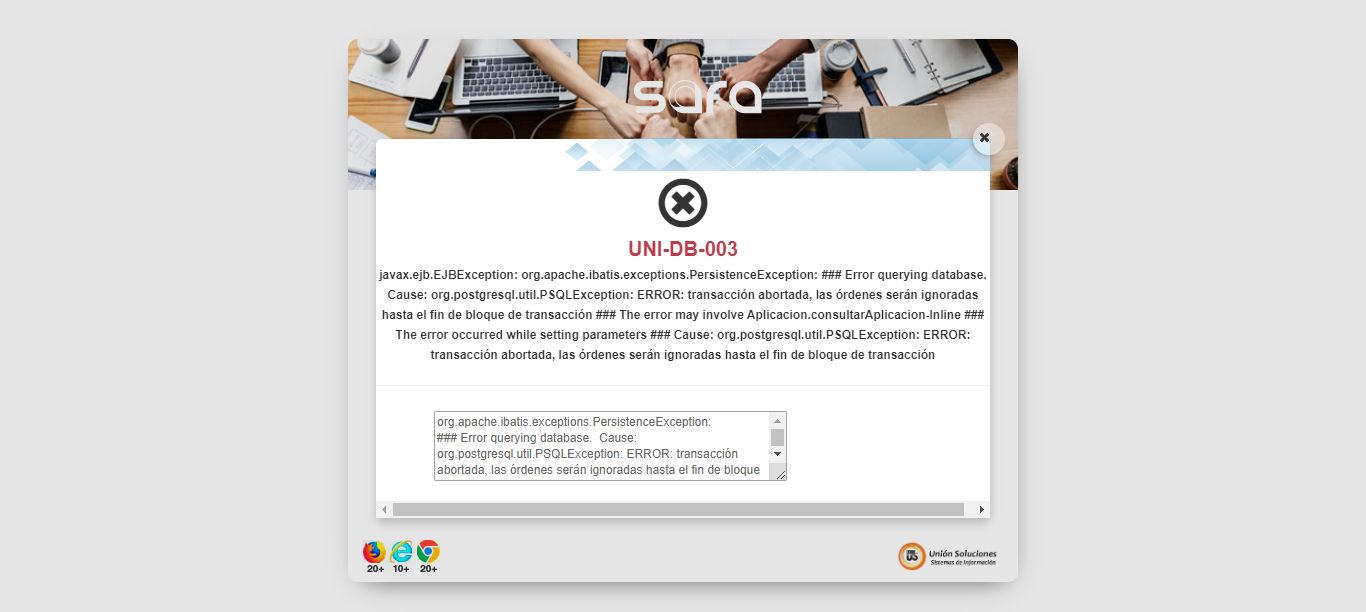 sara
UNI-DB-003
javax.ejb.EJBException: org.apache.ibatis.exceptions.PersistenceException: ### Error querying database.
Cause: org.postgresql.util.PSQLException: ERROR: transacción abortada, las órdenes serán ignoradas
hasta el fin de bloque de transacción ### The error may involve Aplicacion.consultarAplicacion-Inline ###
The error occurred while setting parameters ### Cause: org.postgresql.util.PSQLException: ERROR:
transacción abortada, las órdenes serán ignoradas hasta el fin de bloque de transacción
org.apache.ibatis.exceptions.PersistenceException:
### Error querying database.  Cause:
org.postgresql.util.PSQLException: ERROR: transacción
abortada, las órdenes serán ignoradas hasta el fin de bloque
20+ 10+ 20+
Unión Soluciones
Sistemas de Información